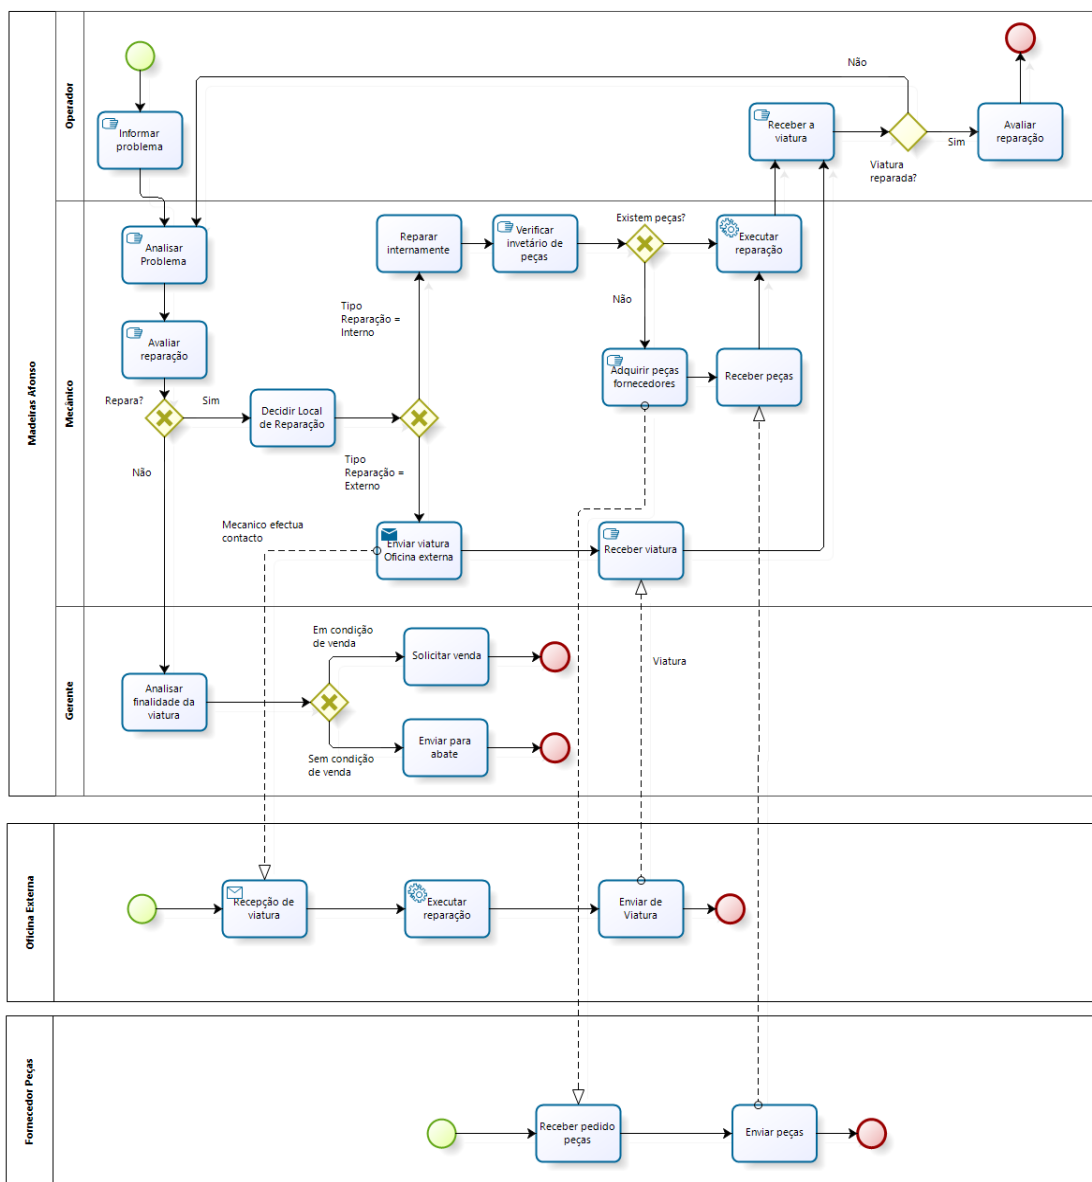 Madeiras Afonso
Operador
Informar
problema
Não
Receber a
viatura
Viatura
reparada?
Sim
Avaliar
reparação
Mecânico
Analisar
Problema
Avaliar
reparação
Repara?
Sim
Não
Decidir Local
de Reparação
Tipo
Reparação =
Interno
Reparar
internamente
Verificar
invetário de
peças
Existem peças?
Não
Executar
reparação
Adquirir peças
fornecedores
Receber peças
Tipo
Reparação =
Externo
Mecanico efectua
contacto
Enviar viatura
Oficina externa
Receber viatura
Gerente
Analisar
finalidade da
viatura
Em condição
de venda
Solicitar venda
Sem condição
de venda
Enviar para
abate
Viatura
Oficina Externa
Recepção de
viatura
Executar
reparação
Enviar de
Viatura
Fornecedor Peças
Receber pedido
peças
Enviar peças